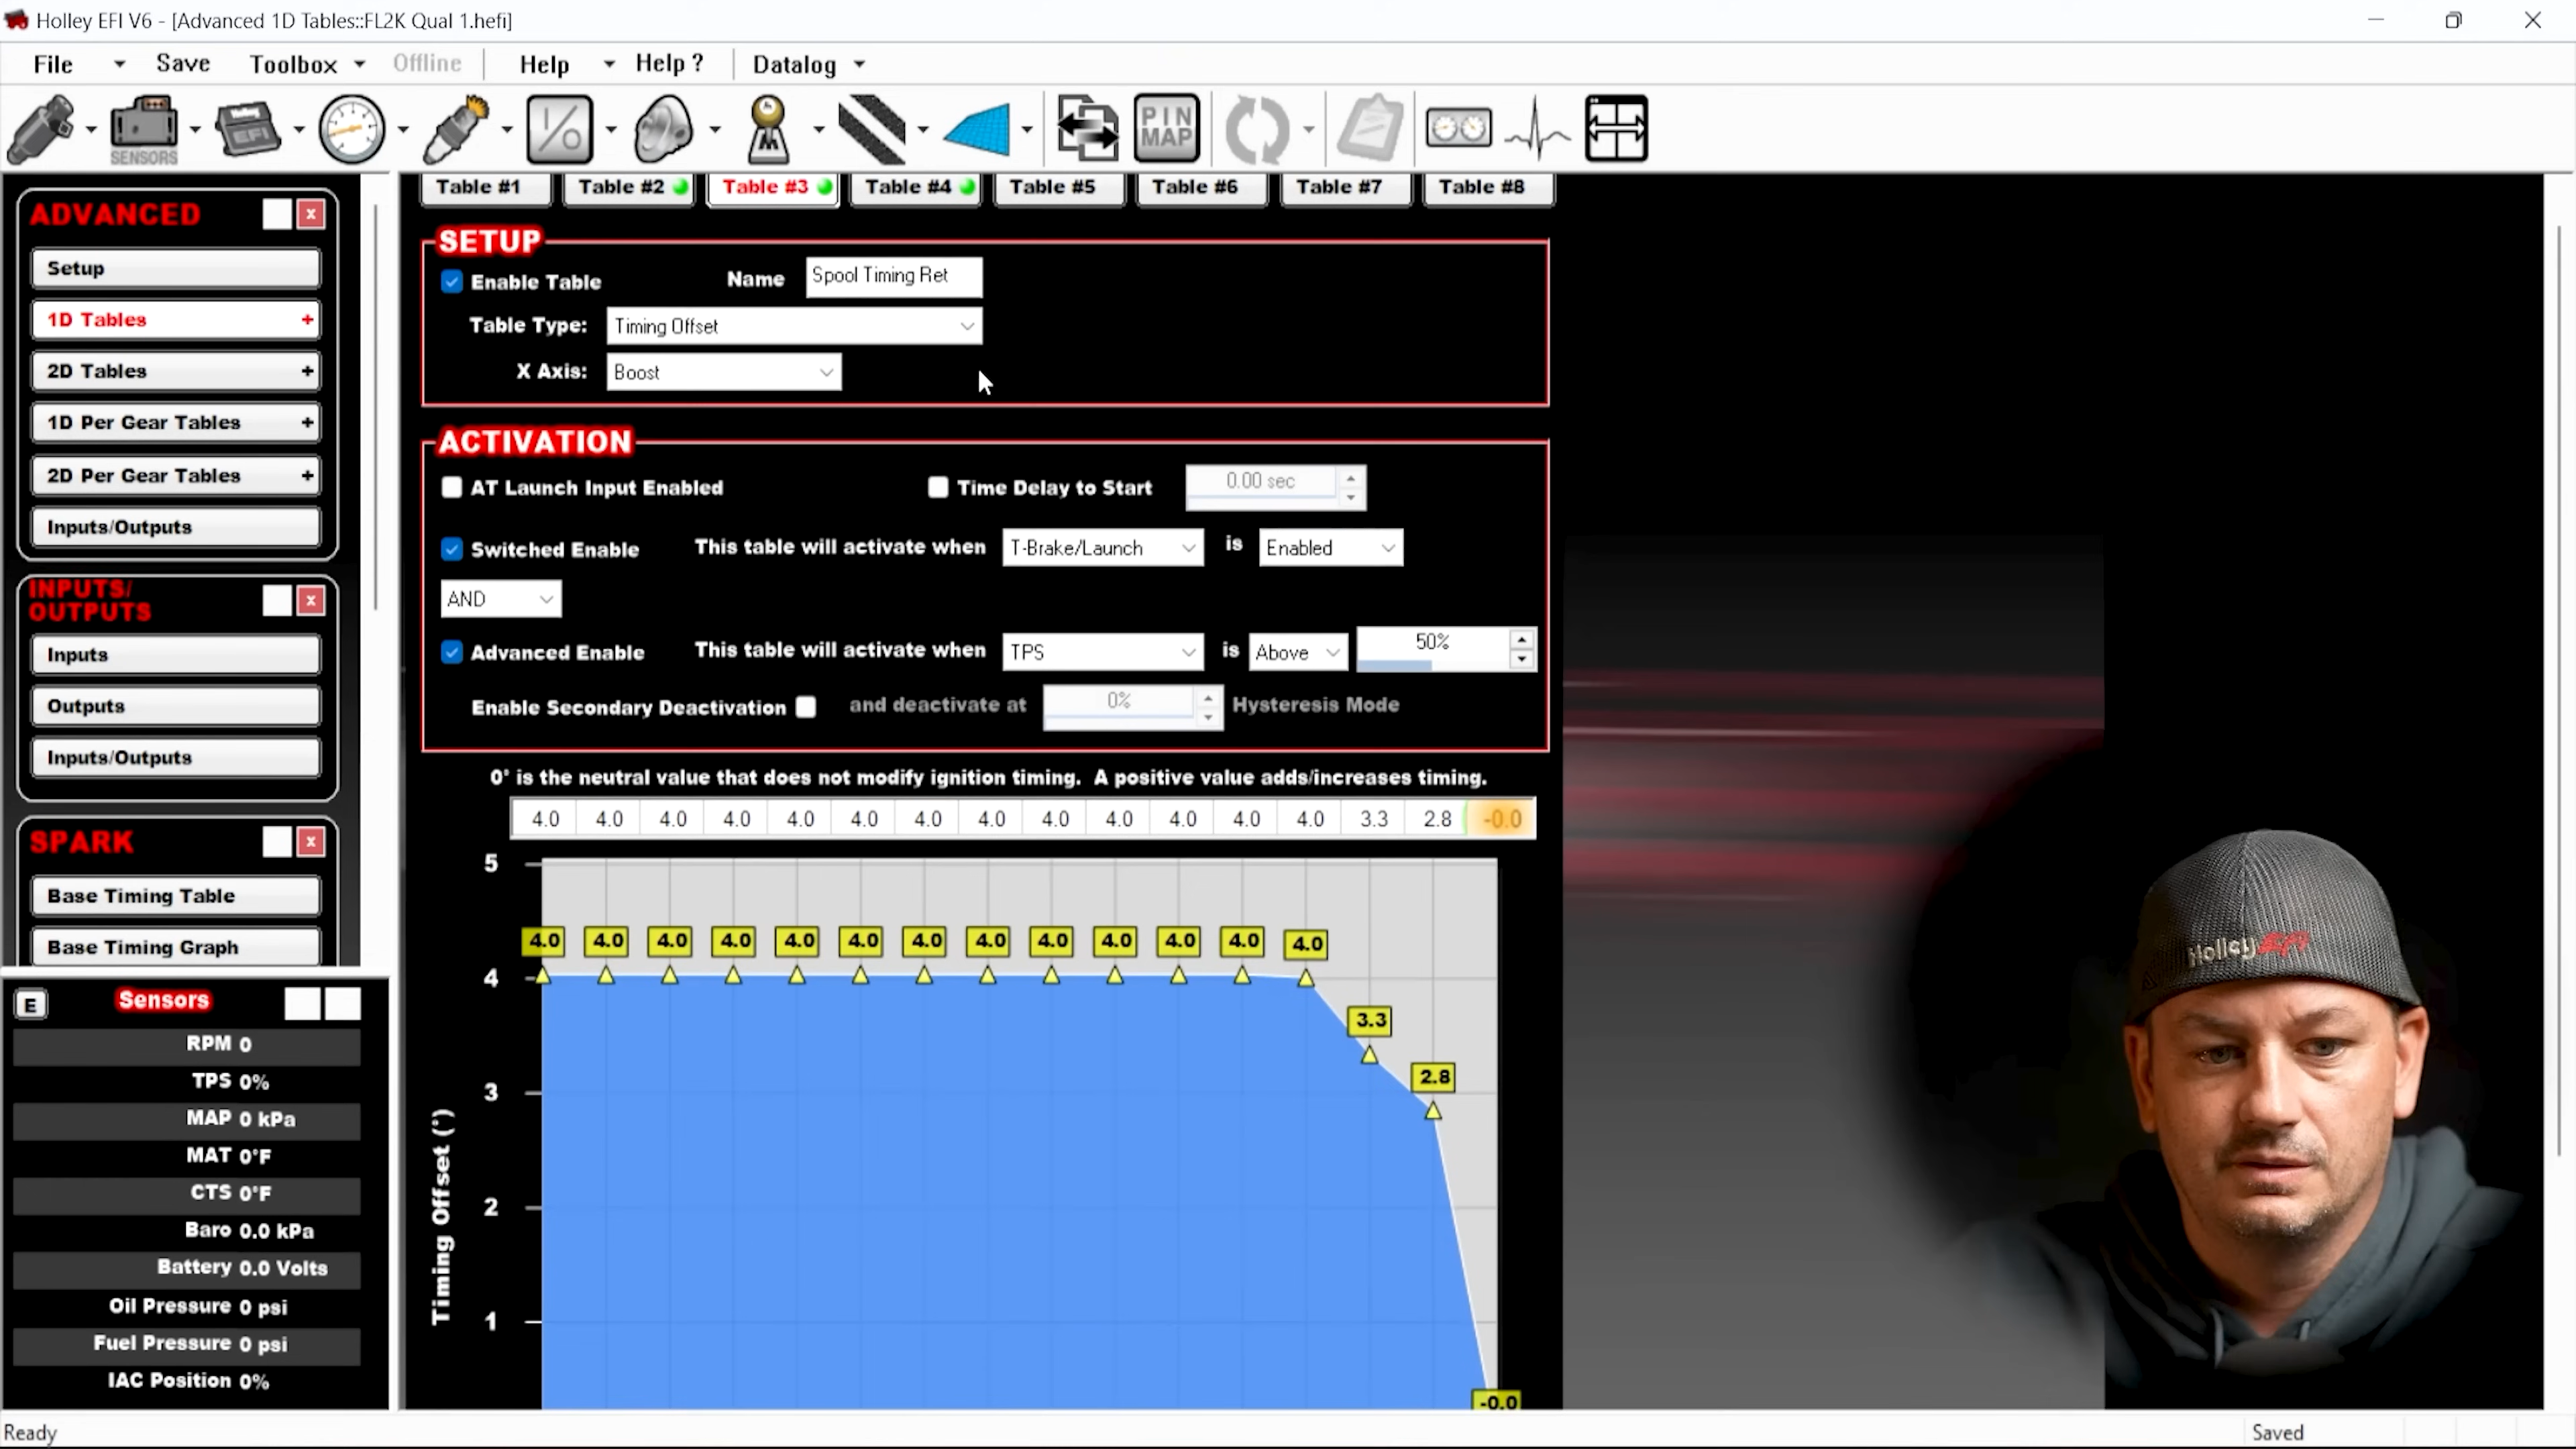 Holley EFI V6 - [Advanced 1D Tables::FL2K Qual 1.hefi]
File Save Toolbox Offline Help Help ? Datalog
SENSORS EFI I/O M PIN MAP
ADVANCED x
Setup
1D Tables +
2D Tables +
1D Per Gear Tables +
2D Per Gear Tables +
Inputs/Outputs
INPUTS/
OUTPUTS x
Inputs
Outputs
Inputs/Outputs
SPARK x
Base Timing Table
Base Timing Graph
E Sensors
RPM 0
TPS 0%
MAP 0 kPa
MAT 0°F
CTS 0°F
Baro 0.0 kPa
Battery 0.0 Volts
Oil Pressure 0 psi
Fuel Pressure 0 psi
IAC Position 0%
Table #1 Table #2 Table #3 Table #4 Table #5 Table #6 Table #7 Table #8
SETUP
Enable Table Name Spool Timing Ret
Table Type: Timing Offset
X Axis: Boost
ACTIVATION
AT Launch Input Enabled Time Delay to Start 0.00 sec
Switched Enable This table will activate when T-Brake/Launch is Enabled
AND
Advanced Enable This table will activate when TPS is Above 50%
Enable Secondary Deactivation and deactivate at 0% Hysteresis Mode
0° is the neutral value that does not modify ignition timing. A positive value adds/increases timing.
4.0 4.0 4.0 4.0 4.0 4.0 4.0 4.0 4.0 4.0 4.0 4.0 4.0 3.3 2.8 -0.0
5
4.0 4.0 4.0 4.0 4.0 4.0 4.0 4.0 4.0 4.0 4.0 4.0 4.0
4
3.3
3
2.8
2
1
-0.0
Timing Offset (°)
Holley EFI
Ready Saved